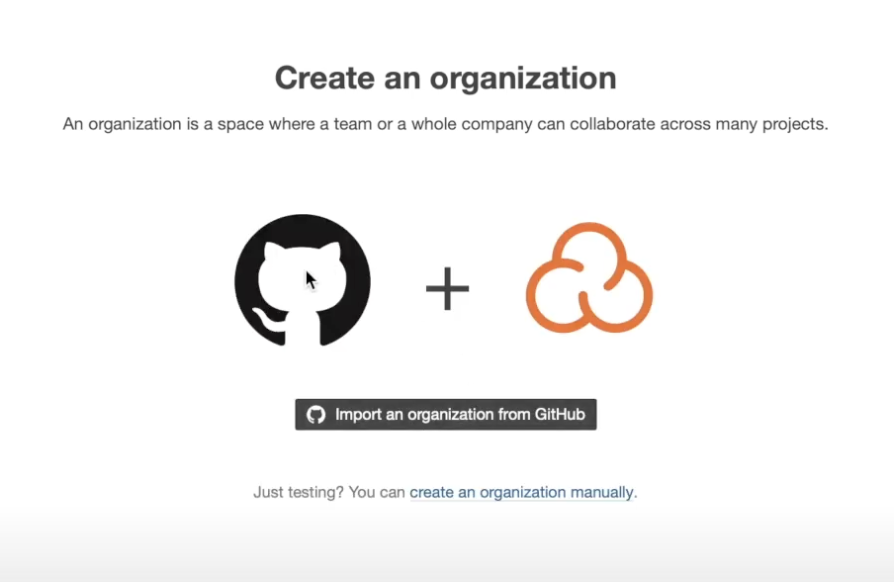 Create an organization
An organization is a space where a team or a whole company can collaborate across many projects.
Import an organization from GitHub
Just testing? You can create an organization manually.